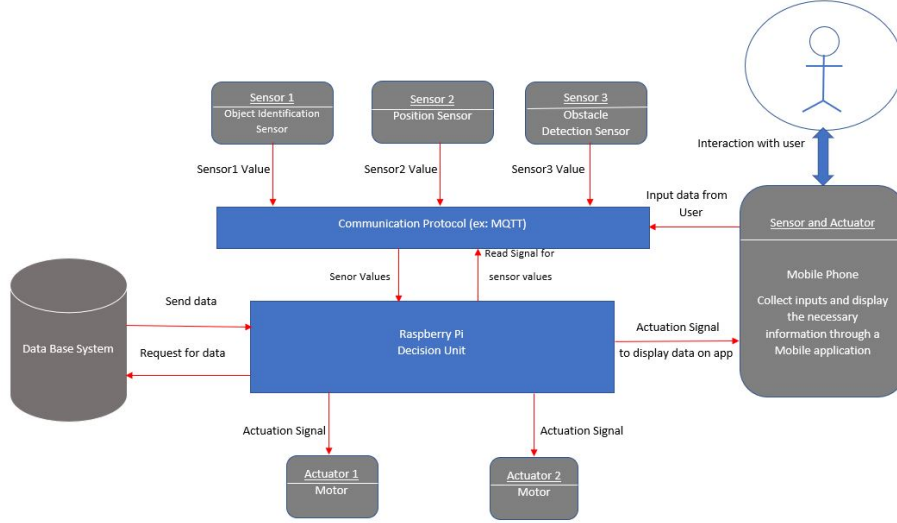 Sensor 1
Object Identification
Sensor
Sensor 2
Position Sensor
Sensor 3
Obstacle
Detection Sensor
Interaction with user
Sensor1 Value
Sensor2 Value
Sensor3 Value
Input data from
User
Communication Protocol (ex: MQTT)
Sensor and Actuator
Mobile Phone
Collect inputs and display
the necessary
information through a
Mobile application
Senor Values
Read Signal for
sensor values
Send data
Data Base System
Request for data
Raspberry Pi
Decision Unit
Actuation Signal
to display data on app
Actuation Signal
Actuation Signal
Actuator 1
Motor
Actuator 2
Motor